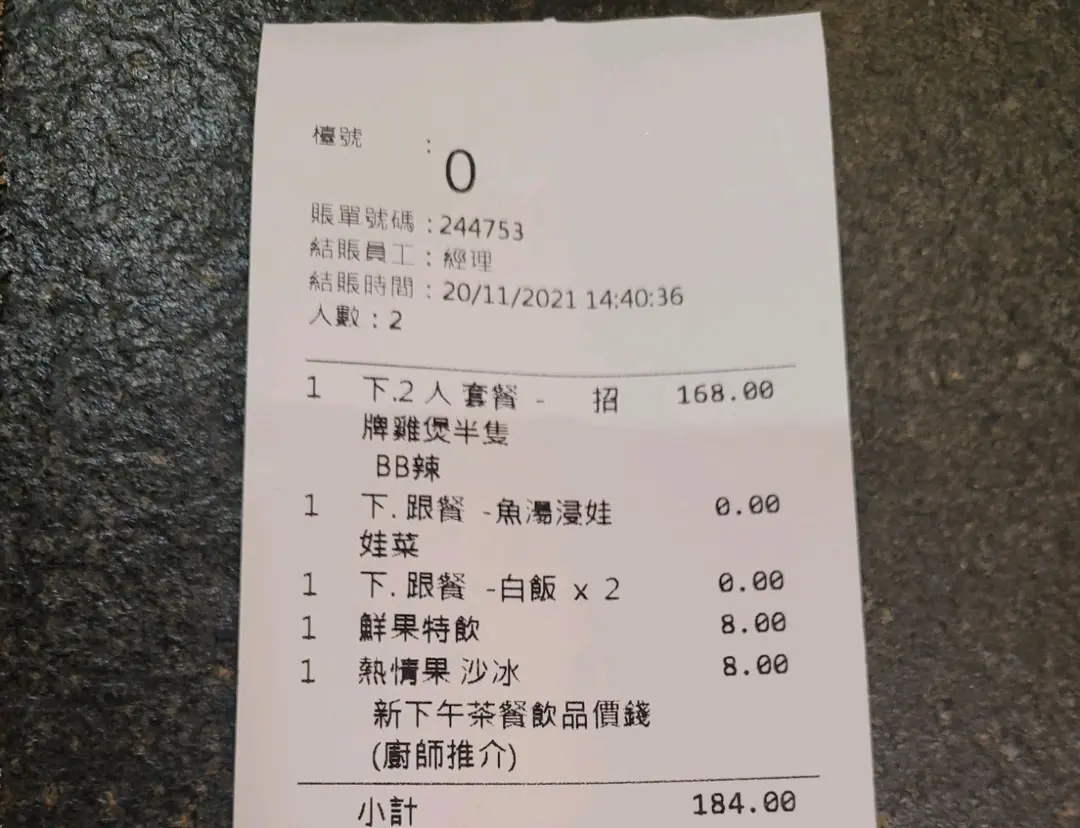 檯號 : 0
賬單號碼 : 244753
結賬員工 : 經理
結賬時間 : 20/11/2021 14:40:36
人數 : 2
1 下.2 人 套餐 - 招 168.00
牌雞煲半隻
BB辣
1 下. 跟餐 -魚湯浸娃 0.00
娃菜
1 下. 跟餐 -白飯 x 2 0.00
1 鮮果特飲 8.00
1 熱情果 沙冰 8.00
新下午茶餐飲品價錢
(廚師推介)
小計 184.00